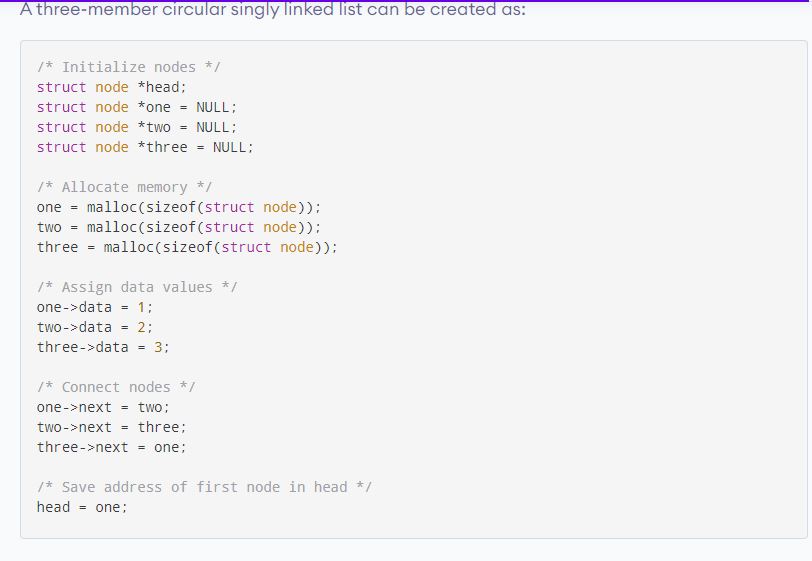 A three-member circular singly linked list can be created as:
/* Initialize nodes */
struct node *head;
struct node *one = NULL;
struct node *two = NULL;
struct node *three = NULL;
/* Allocate memory */
one = malloc(sizeof(struct node));
two = malloc(sizeof(struct node));
three = malloc(sizeof(struct node));
/* Assign data values */
one->data = 1;
two->data = 2;
three->data = 3;
/* Connect nodes */
one->next = two;
two->next = three;
three->next = one;
/* Save address of first node in head */
head = one;